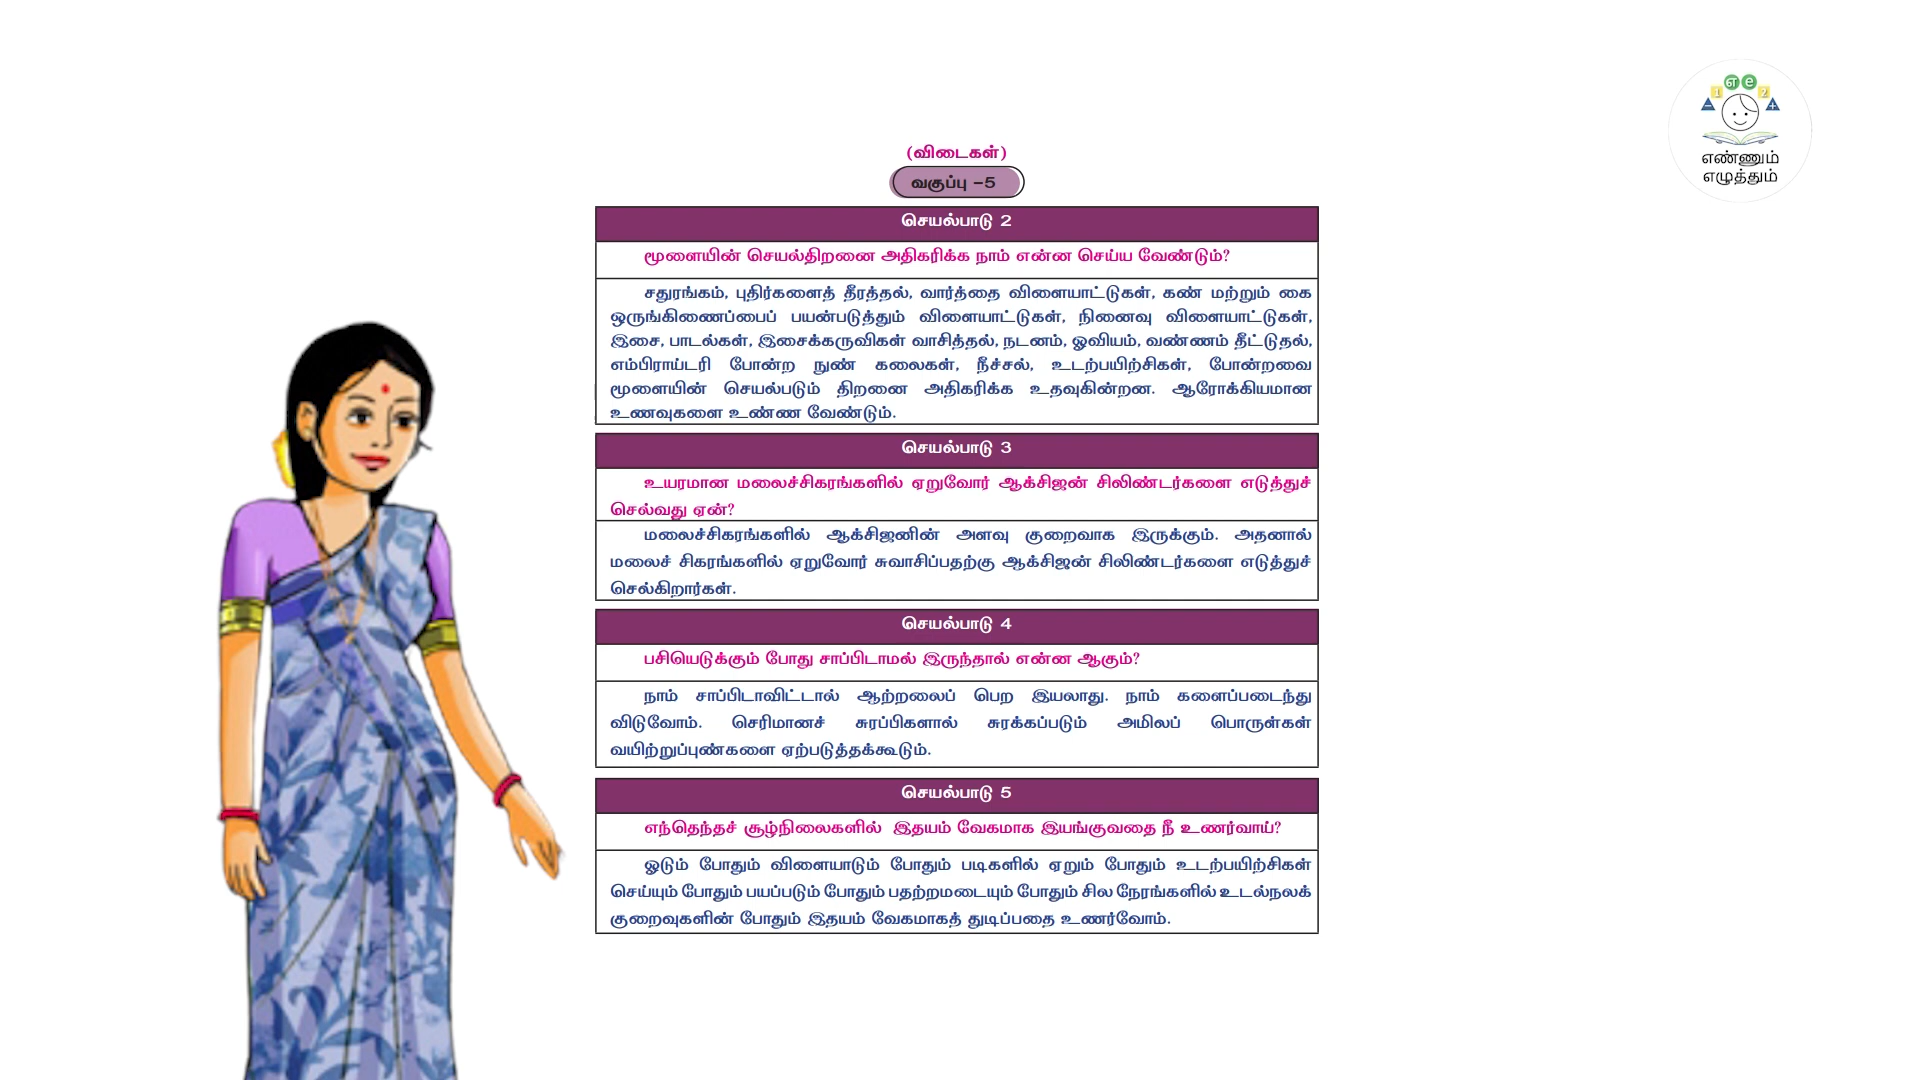 எ e
1 2
− +
எண்ணும்
எழுத்தும்
(விடைகள்)
வகுப்பு –5
செயல்பாடு 2
மூளையின் செயல்திறனை அதிகரிக்க நாம் என்ன செய்ய வேண்டும்?
சதுரங்கம், புதிர்களைத் தீரத்தல், வார்த்தை விளையாட்டுகள், கண் மற்றும் கை
ஒருங்கிணைப்பைப் பயன்படுத்தும் விளையாட்டுகள், நினைவு விளையாட்டுகள்,
இசை, பாடல்கள், இசைக்கருவிகள் வாசித்தல், நடனம், ஓவியம், வண்ணம் தீட்டுதல்,
எம்பிராய்டரி போன்ற நுண் கலைகள், நீச்சல், உடற்பயிற்சிகள், போன்றவை
மூளையின் செயல்படும் திறனை அதிகரிக்க உதவுகின்றன. ஆரோக்கியமான
உணவுகளை உண்ண வேண்டும்.
செயல்பாடு 3
உயரமான மலைச்சிகரங்களில் ஏறுவோர் ஆக்சிஜன் சிலிண்டர்களை எடுத்துச்
செல்வது ஏன்?
மலைச்சிகரங்களில் ஆக்சிஜனின் அளவு குறைவாக இருக்கும். அதனால்
மலைச் சிகரங்களில் ஏறுவோர் சுவாசிப்பதற்கு ஆக்சிஜன் சிலிண்டர்களை எடுத்துச்
செல்கிறார்கள்.
செயல்பாடு 4
பசியெடுக்கும் போது சாப்பிடாமல் இருந்தால் என்ன ஆகும்?
நாம் சாப்பிடாவிட்டால் ஆற்றலைப் பெற இயலாது. நாம் களைப்படைந்து
விடுவோம். செரிமானச் சுரப்பிகளால் சுரக்கப்படும் அமிலப் பொருள்கள்
வயிற்றுப்புண்களை ஏற்படுத்தக்கூடும்.
செயல்பாடு 5
எந்தெந்தச் சூழ்நிலைகளில் இதயம் வேகமாக இயங்குவதை நீ உணர்வாய்?
ஓடும் போதும் விளையாடும் போதும் படிகளில் ஏறும் போதும் உடற்பயிற்சிகள்
செய்யும் போதும் பயப்படும் போதும் பதற்றமடையும் போதும் சில நேரங்களில் உடல்நலக்
குறைவுகளின் போதும் இதயம் வேகமாகத் துடிப்பதை உணர்வோம்.